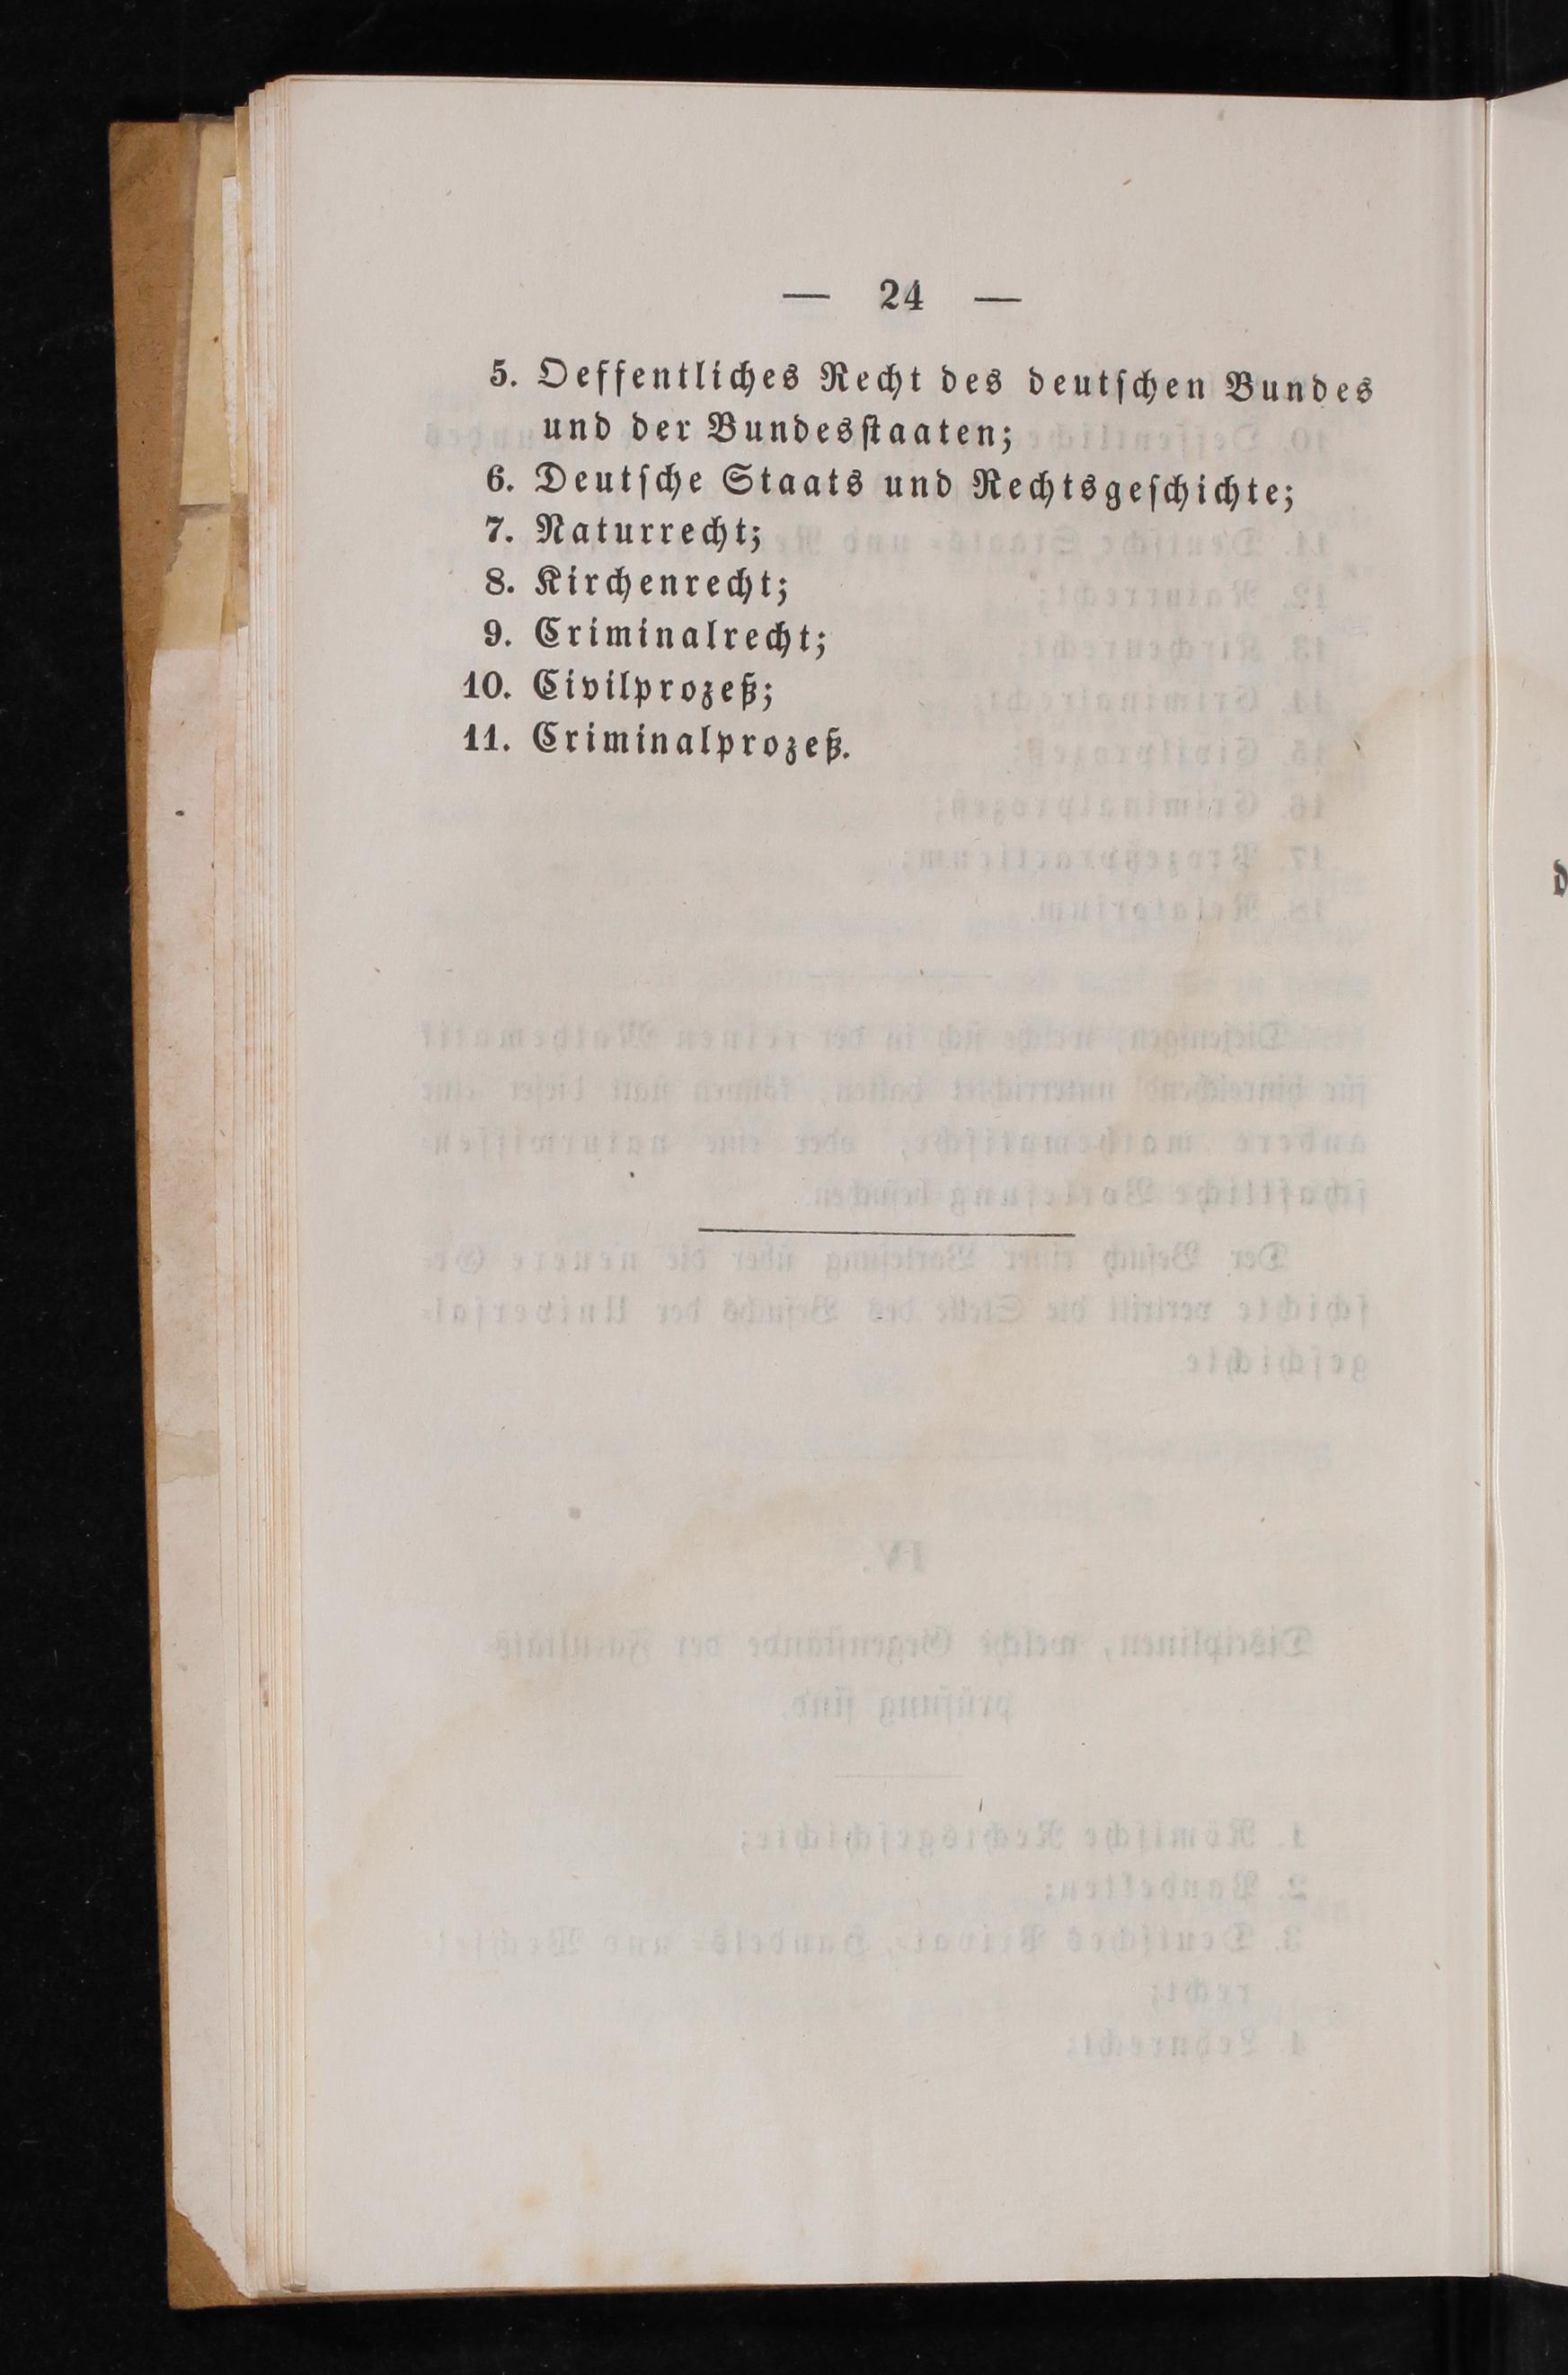 — 24 —
5. Oeffentliches Recht des deutſchen Bundes
und der Bundesſtaaten;
6. Deutſche Staats und Rechtsgeſchichte;
7. Naturrecht;
8. Kirchenrecht;
9. Criminalrecht;
10. Civilprozeß;
11. Criminalprozeß.